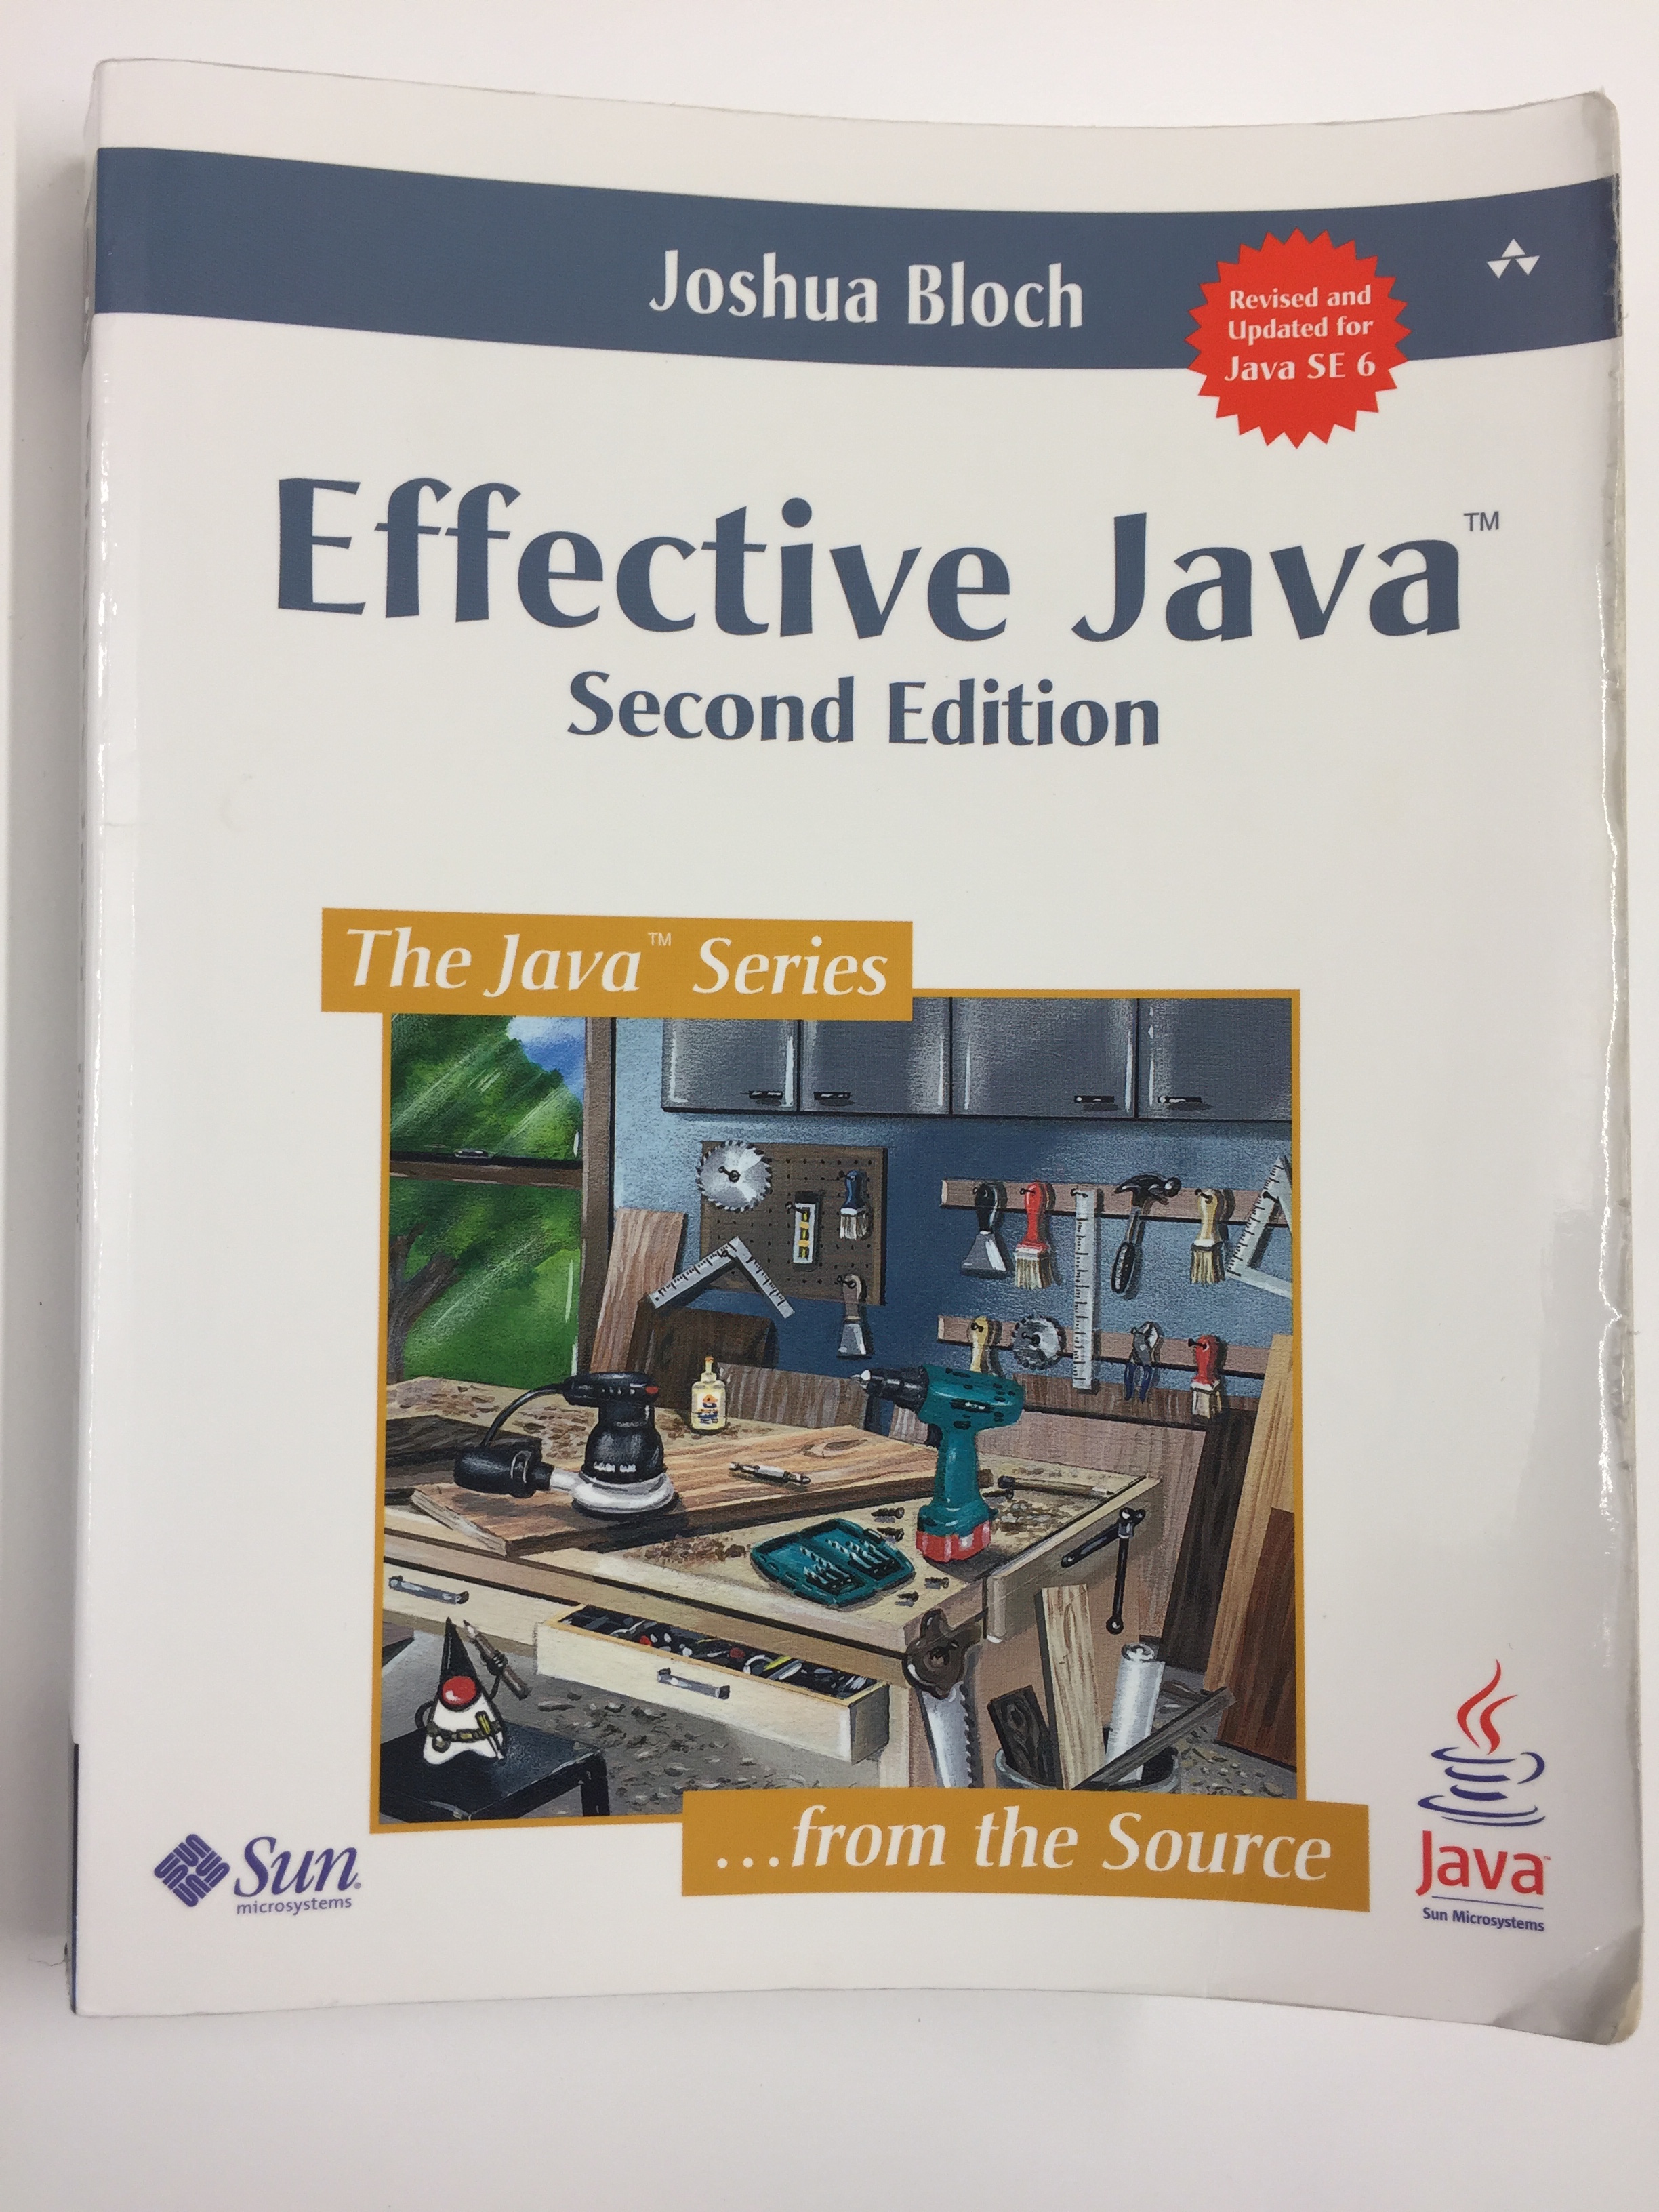 Joshua Bloch
Revised and
Updated for
Java SE 6
Effective Java™
Second Edition
The Java™ Series
...from the Source
Sun
microsystems
Java™
Sun Microsystems